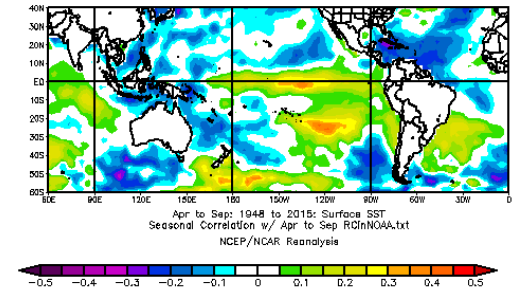 40N
30N
20N
10N
EQ
10S
20S
30S
40S
50S
60S
60E 90E 120E 150E 180 150W 120W 90W 60W 30W 0
Apr to Sep: 1948 to 2015: Surface SST
Seasonal Correlation w/ Apr to Sep RCInNOAA.txt
NCEP/NCAR Reanalysis
-0.5 -0.4 -0.3 -0.2 -0.1 0 0.1 0.2 0.3 0.4 0.5